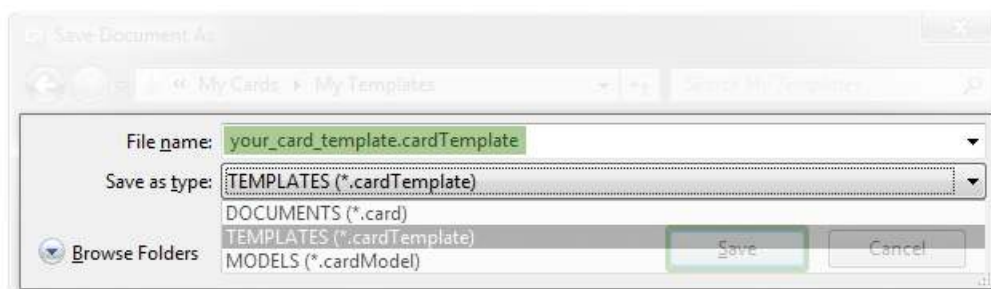 Save Document As
« My Cards ▸ My Templates Search My Templates
File name: your_card_template.cardTemplate
Save as type: TEMPLATES (*.cardTemplate)
DOCUMENTS (*.card)
TEMPLATES (*.cardTemplate)
MODELS (*.cardModel)
Browse Folders Save Cancel